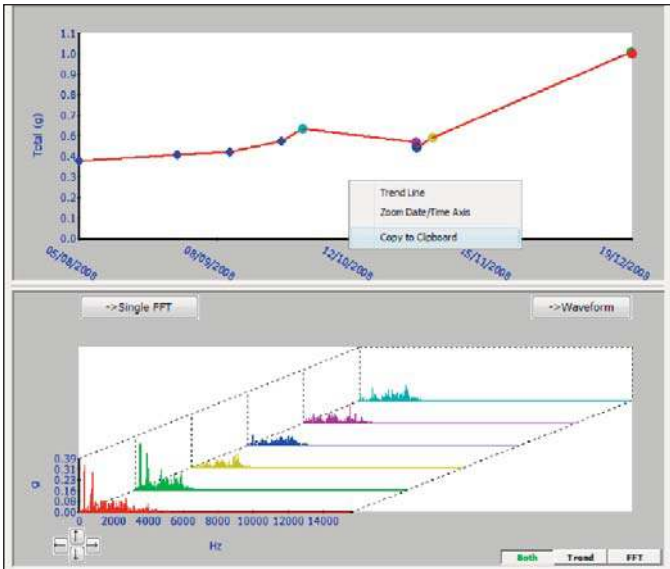 1.1
1.0
0.9
0.8
0.7
0.6
0.5
0.4
0.3
0.2
0.1
0.0
Total (g)
05/08/2008
08/09/2008
12/10/2008
15/11/2008
19/12/2008
Trend Line
Zoom Date/Time Axis
Copy to Clipboard
->Single FFT
->Waveform
0.39
0.31
0.23
0.16
0.08
0.00
g
0 2000 4000 6000 8000 10000 12000 14000
Hz
Both Trend FFT